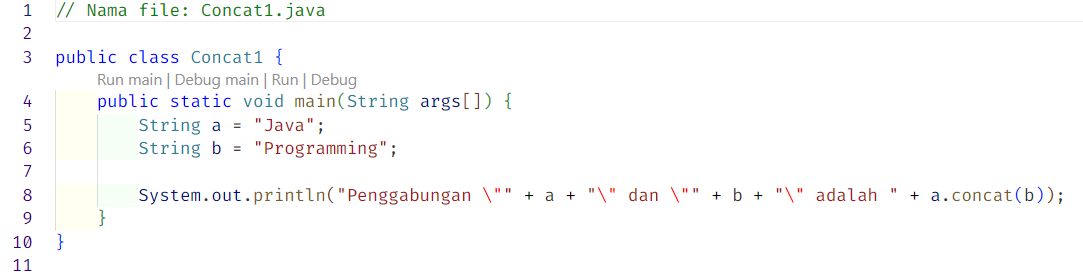 1 // Nama file: Concat1.java
2
3 public class Concat1 {
Run main | Debug main | Run | Debug
4     public static void main(String args[]) {
5         String a = "Java";
6         String b = "Programming";
7
8         System.out.println("Penggabungan \"" + a + "\" dan \"" + b + "\" adalah " + a.concat(b));
9     }
10 }
11